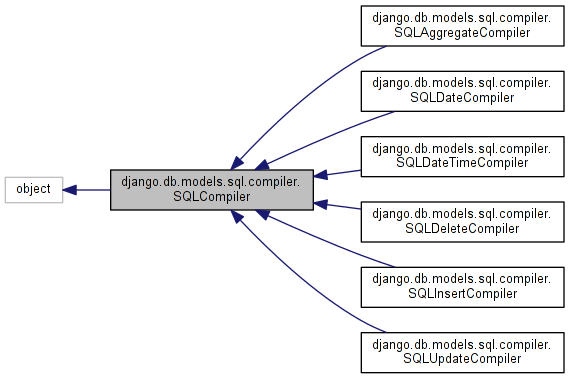 django.db.models.sql.compiler.
SQLAggregateCompiler
django.db.models.sql.compiler.
SQLDateCompiler
django.db.models.sql.compiler.
SQLDateTimeCompiler
object
django.db.models.sql.compiler.
SQLCompiler
django.db.models.sql.compiler.
SQLDeleteCompiler
django.db.models.sql.compiler.
SQLInsertCompiler
django.db.models.sql.compiler.
SQLUpdateCompiler